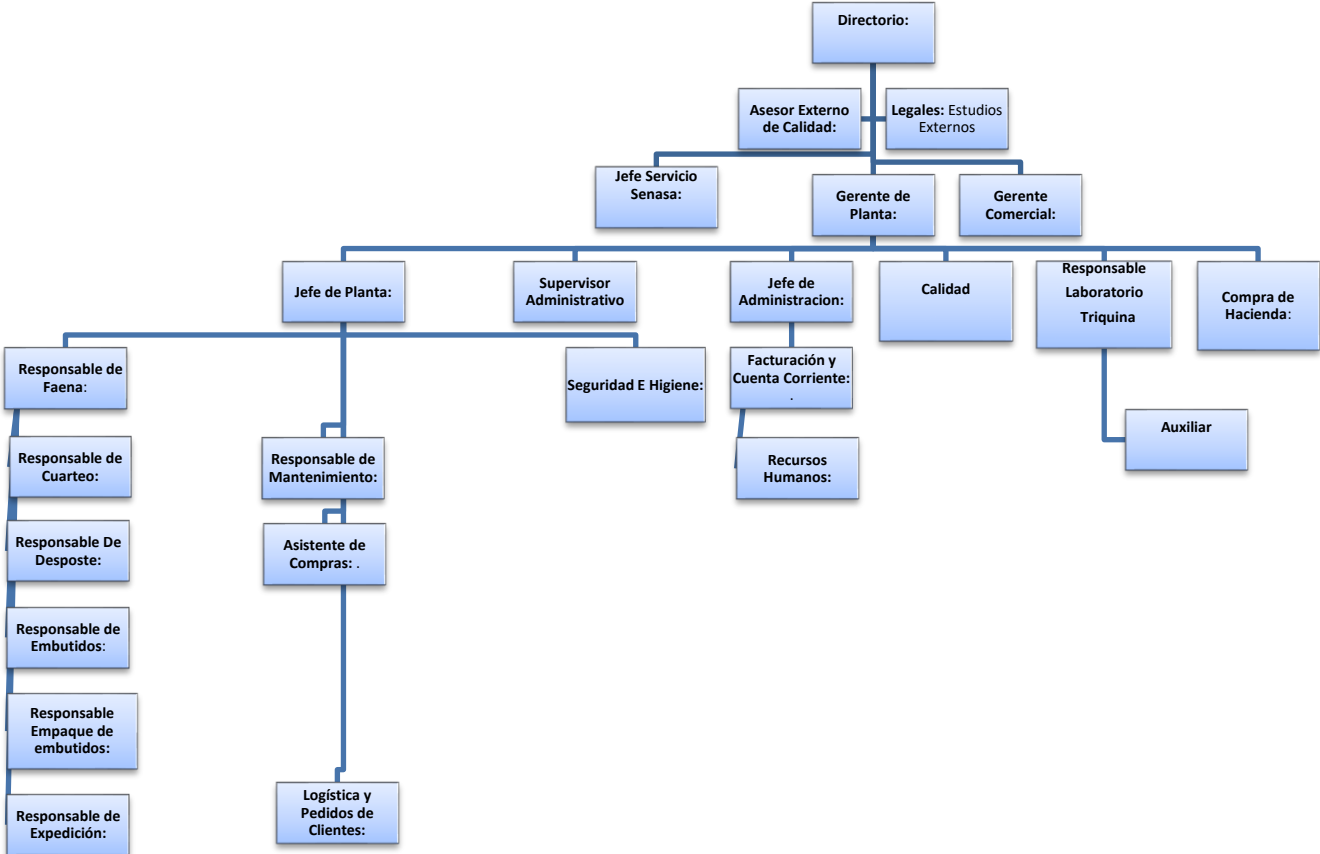 Directorio:
Asesor Externo
de Calidad:
Legales: Estudios
Externos
Jefe Servicio
Senasa:
Gerente de
Planta:
Gerente
Comercial:
Jefe de Planta:
Supervisor
Administrativo
Jefe de
Administracion:
Calidad
Responsable
Laboratorio
Triquina
Compra de
Hacienda:
Responsable de
Faena:
Seguridad E Higiene:
Facturación y
Cuenta Corriente:
.
Auxiliar
Responsable de
Cuarteo:
Responsable de
Mantenimiento:
Recursos
Humanos:
Responsable De
Desposte:
Asistente de
Compras: .
Responsable de
Embutidos:
Responsable
Empaque de
embutidos:
Logística y
Pedidos de
Clientes:
Responsable de
Expedición: